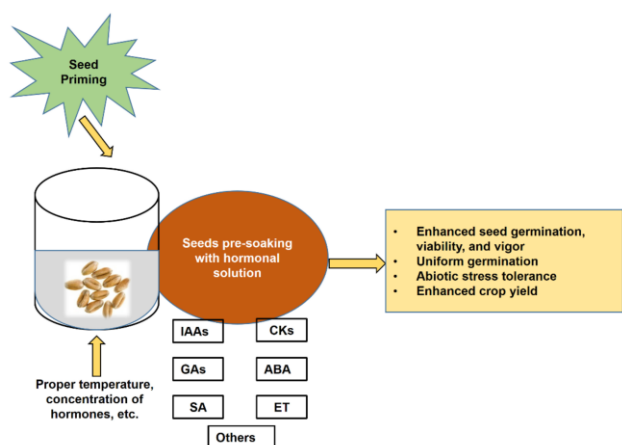 Seed
Priming
Seeds pre-soaking
with hormonal
solution
• Enhanced seed germination,
viability, and vigor
• Uniform germination
• Abiotic stress tolerance
• Enhanced crop yield
IAAs
CKs
GAs
ABA
SA
ET
Others
Proper temperature,
concentration of
hormones, etc.